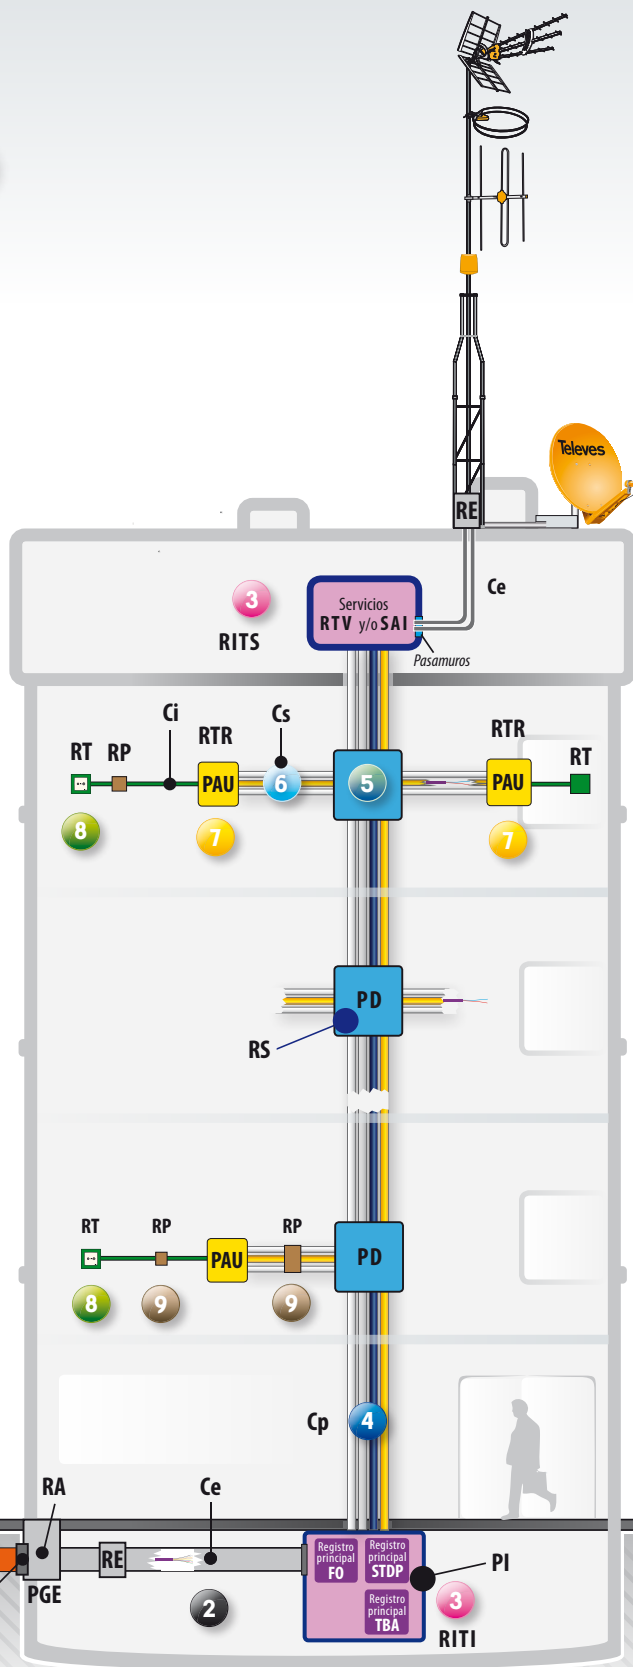 Televes
RE
Ce
3
Servicios
RTV y/o SAI
RITS
Pasamuros
Ci
Cs
RTR
RTR
RT
RP
RT
PAU
6
5
PAU
8
7
7
PD
RS
RT
RP
RP
PAU
PD
8
9
9
Cp
4
RA
Ce
Registro
principal
FO
Registro
principal
STDP
RE
PI
PGE
2
Registro
principal
TBA
3
RITI